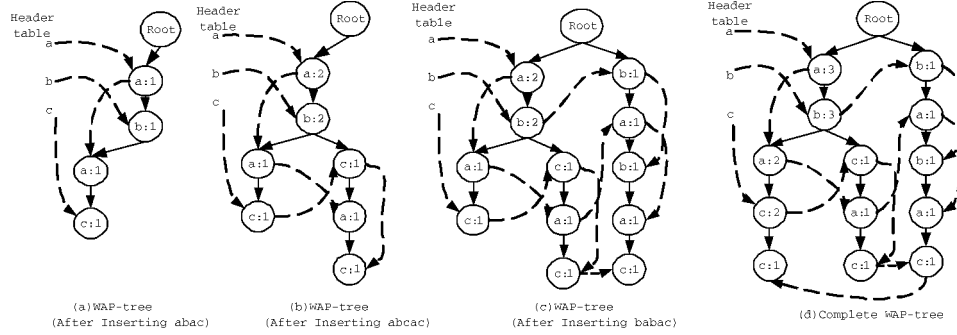 Header
table
Root
a
a:1
b
b:1
c
a:1
c:1
(a)WAP-tree
(After Inserting abac)
Header
table
Root
a
a:2
b
b:2
c
a:1
c:1
c:1
a:1
c:1
(b)WAP-tree
(After Inserting abcac)
Header
table
Root
a
a:2
b:1
b
b:2
a:1
c
a:1
c:1
b:1
c:1
a:1
a:1
c:1
c:1
(c)WAP-tree
(After Inserting babac)
Header
table
Root
a
a:3
b:1
b
b:3
a:1
c
a:2
c:1
b:1
c:2
a:1
a:1
c:1
c:1
c:1
(d)Complete WAP-tree